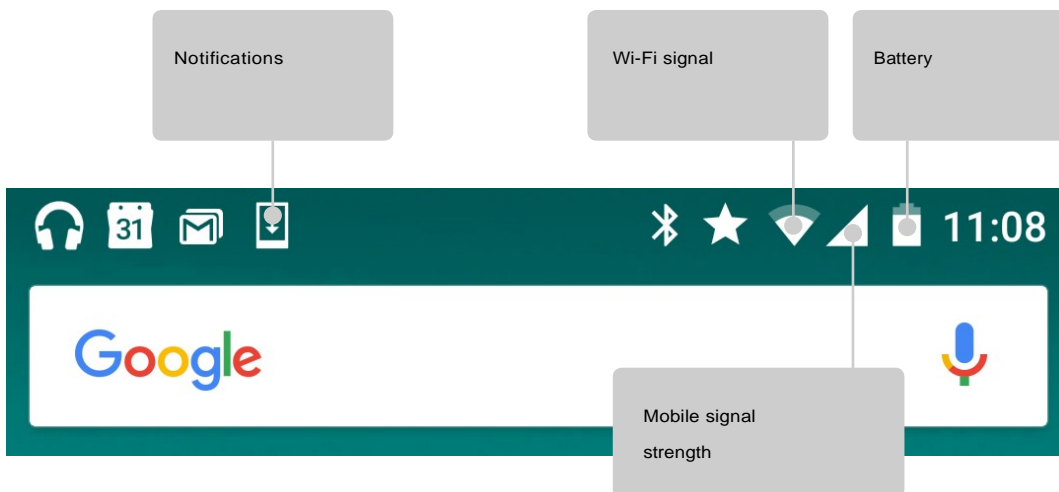 Notifications
Wi-Fi signal
Battery
31
11:08
Google
Mobile signal
strength